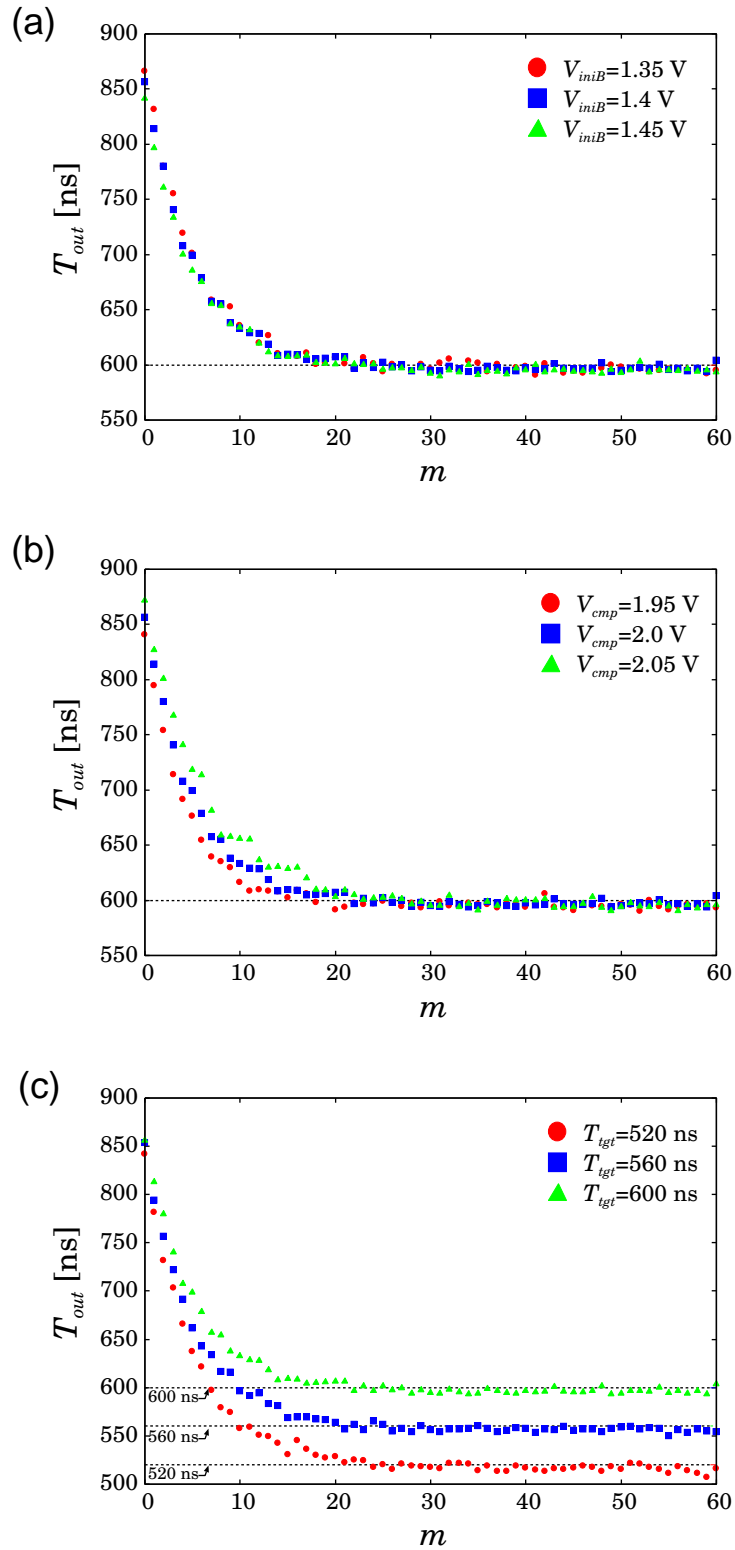 (a)
900
850
800
750
700
650
600
550
T_out [ns]
V_iniB=1.35 V
V_iniB=1.4 V
V_iniB=1.45 V
0 10 20 30 40 50 60
m
(b)
900
850
800
750
700
650
600
550
T_out [ns]
V_cmp=1.95 V
V_cmp=2.0 V
V_cmp=2.05 V
0 10 20 30 40 50 60
m
(c)
900
850
800
750
700
650
600
550
500
T_out [ns]
T_tgt=520 ns
T_tgt=560 ns
T_tgt=600 ns
600 ns
560 ns
520 ns
0 10 20 30 40 50 60
m